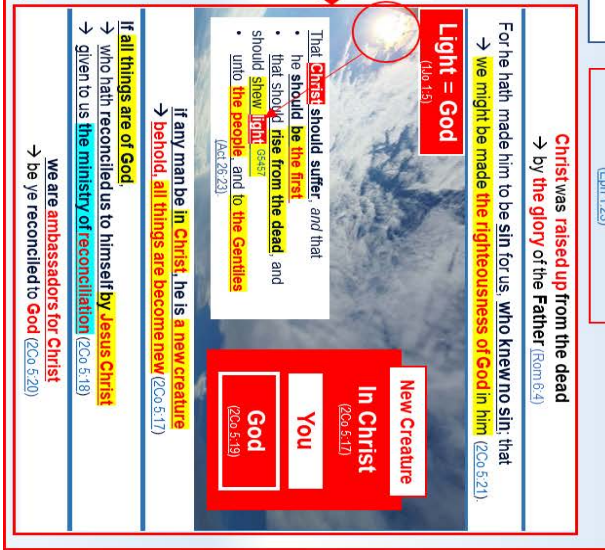 (Eph 1:23)
Christ was raised up from the dead
→ by the glory of the Father (Rom 6:4)
For he hath made him to be sin for us, who knew no sin; that
→ we might be made the righteousness of God in him (2Co 5:21).
Light = God
(1Jo 1:5)
That Christ should suffer, and that
• he should be the first
• that should rise from the dead, and
should shew light G5457
• unto the people, and to the Gentiles
(Act 26:23).
New Creature
In Christ
(2Co 5:17)
You
God
(2Co 5:19)
if any man be in Christ, he is a new creature
→ behold, all things are become new (2Co 5:17)
If all things are of God,
→ who hath reconciled us to himself by Jesus Christ
→ given to us the ministry of reconciliation (2Co 5:18)
we are ambassadors for Christ
→ be ye reconciled to God (2Co 5:20)